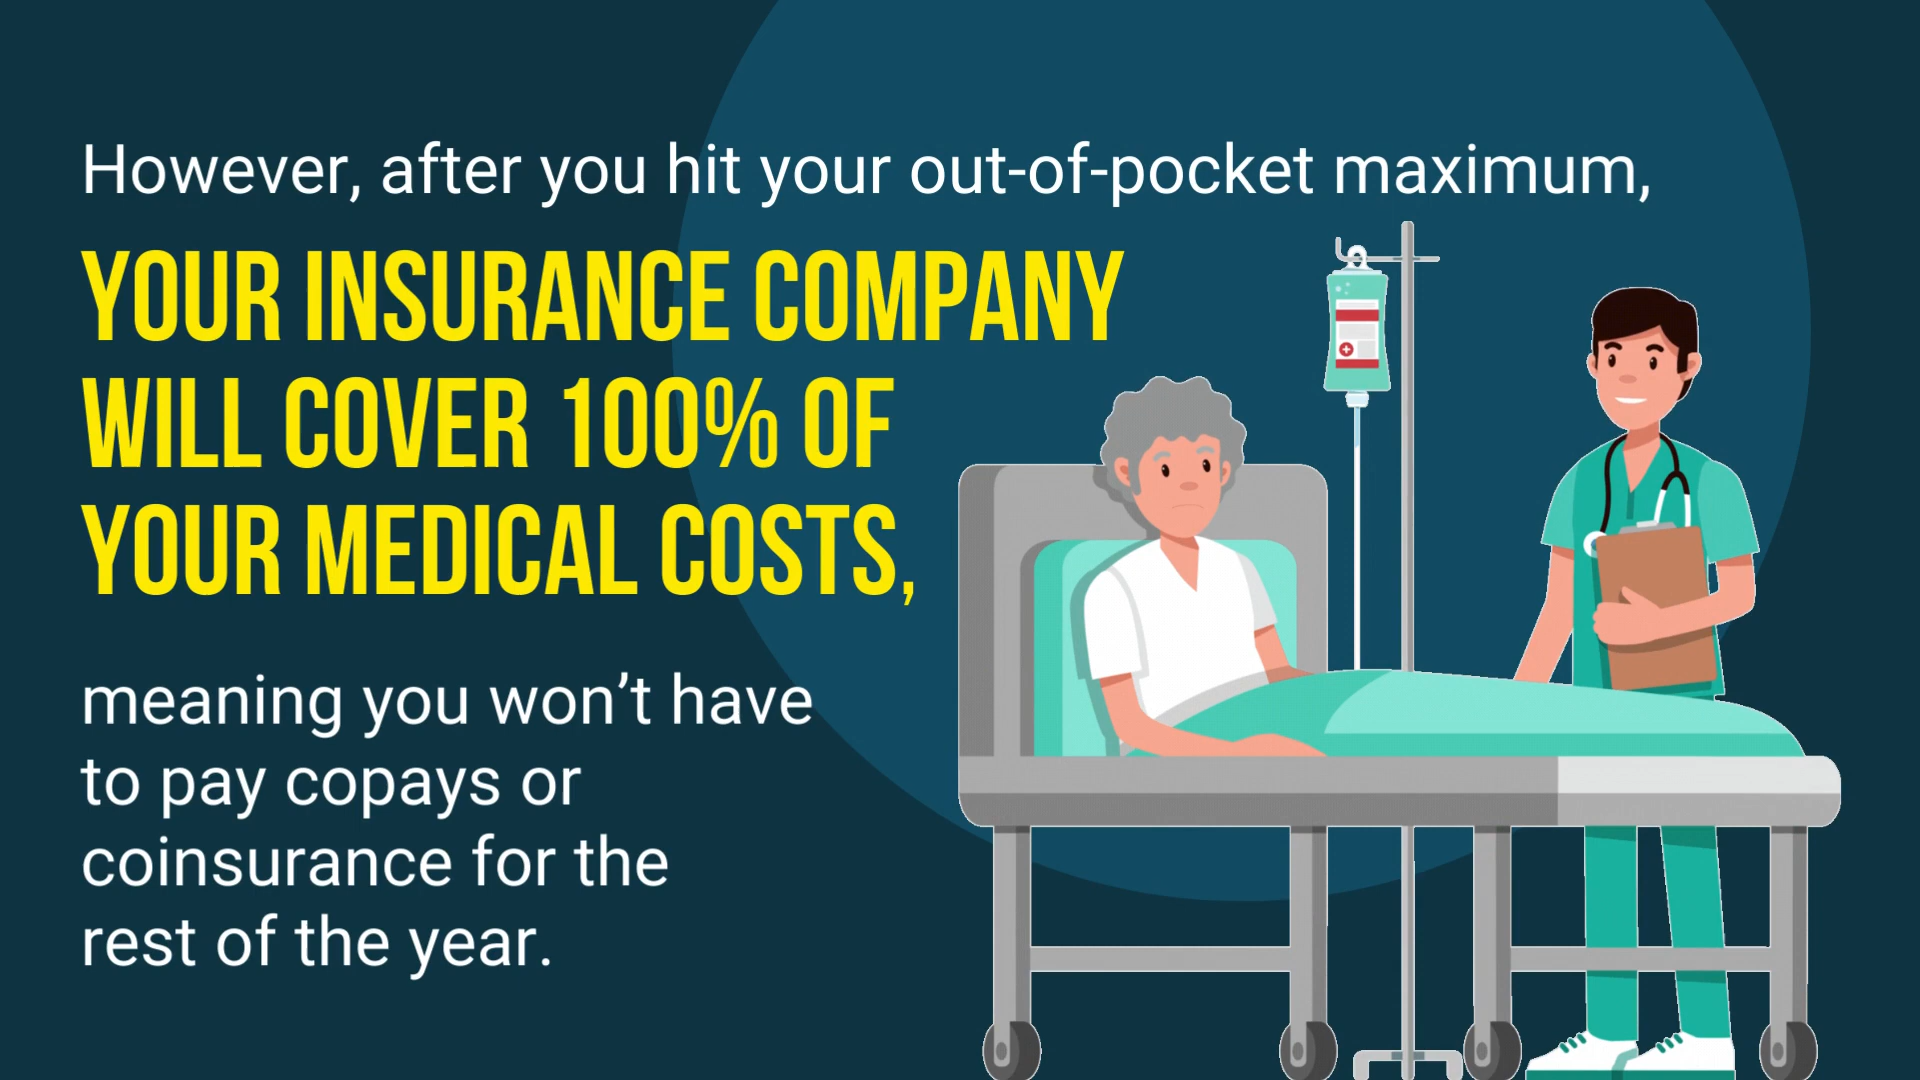 However, after you hit your out-of-pocket maximum,
YOUR INSURANCE COMPANY
WILL COVER 100% OF
YOUR MEDICAL COSTS,
meaning you won’t have
to pay copays or
coinsurance for the
rest of the year.